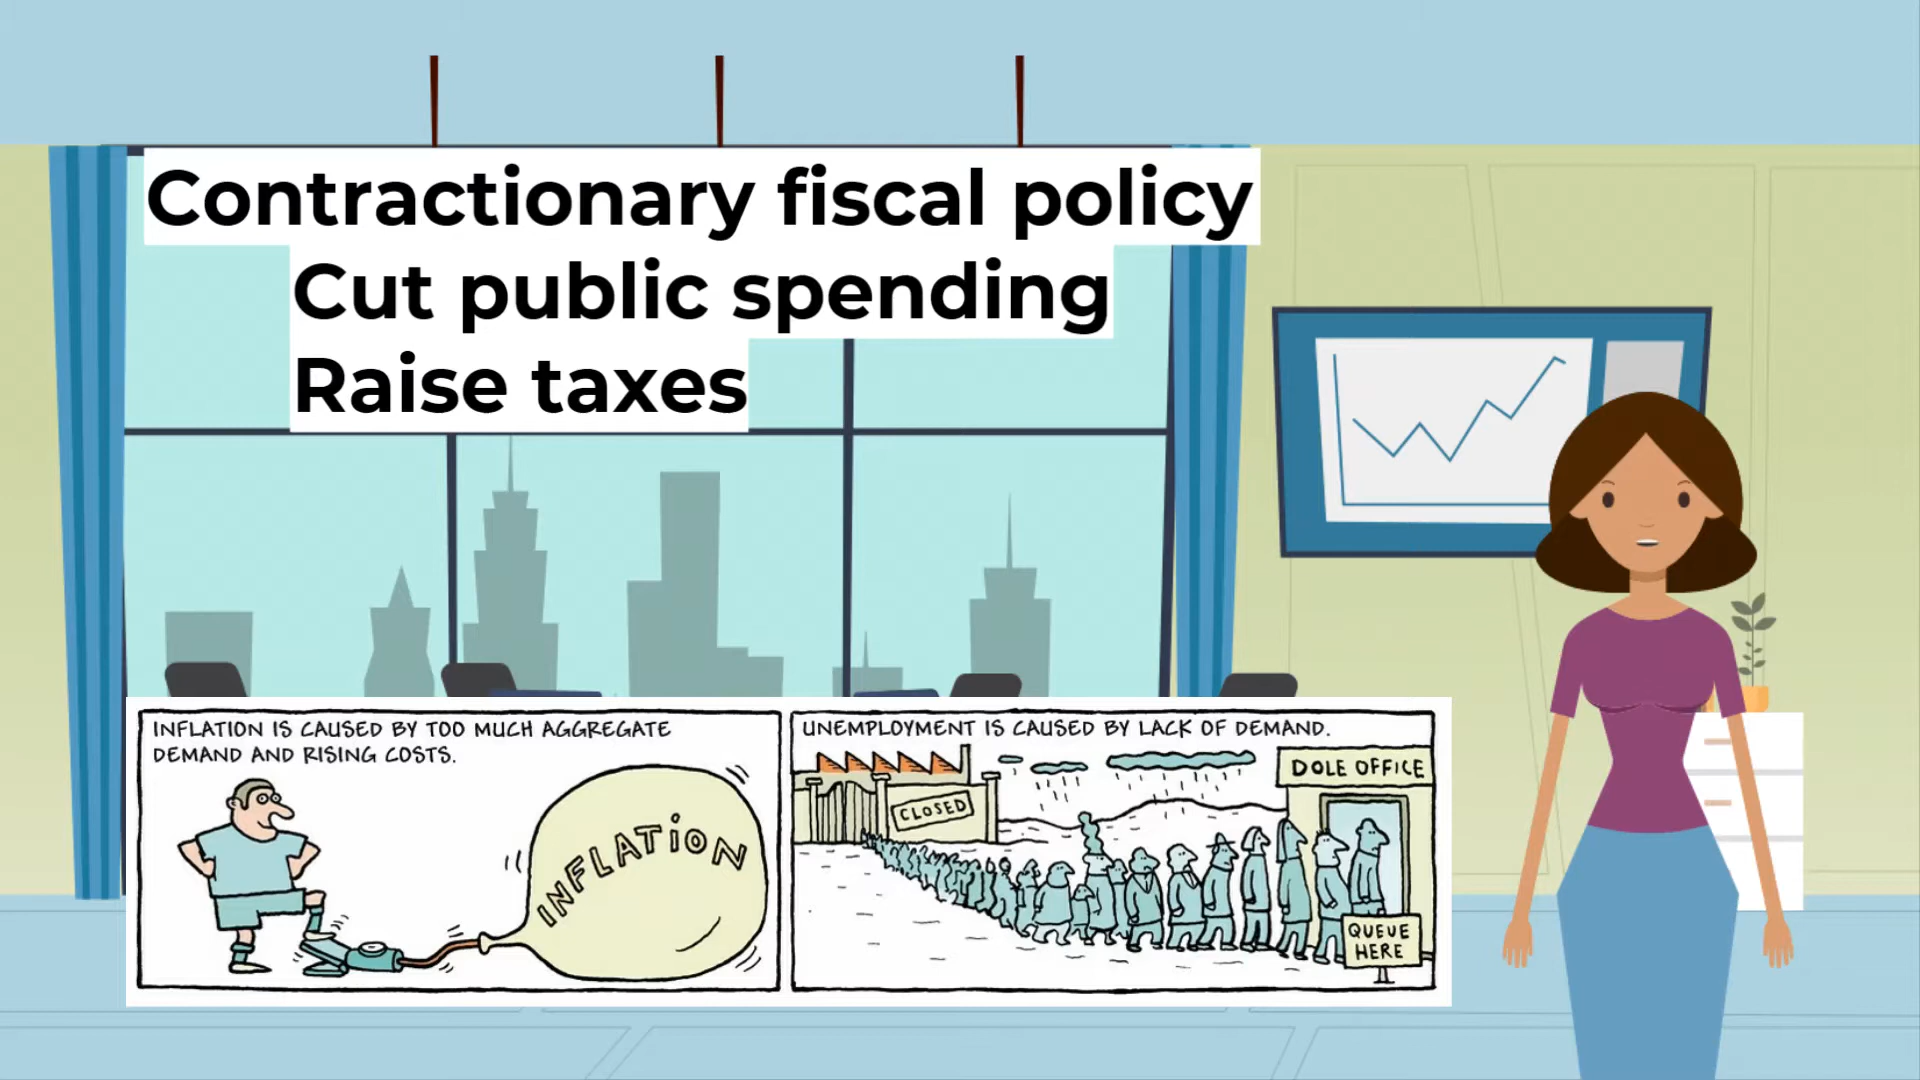 Contractionary fiscal policy
Cut public spending
Raise taxes
INFLATION IS CAUSED BY TOO MUCH AGGREGATE
DEMAND AND RISING COSTS.
INFLATION
UNEMPLOYMENT IS CAUSED BY LACK OF DEMAND.
CLOSED
DOLE OFFICE
QUEUE
HERE